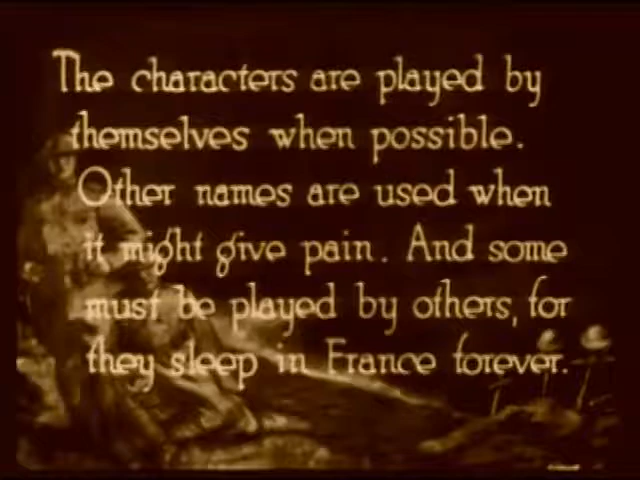 The characters are played by
themselves when possible.
Other names are used when
it might give pain. And some
must be played by others, for
they sleep in France forever.